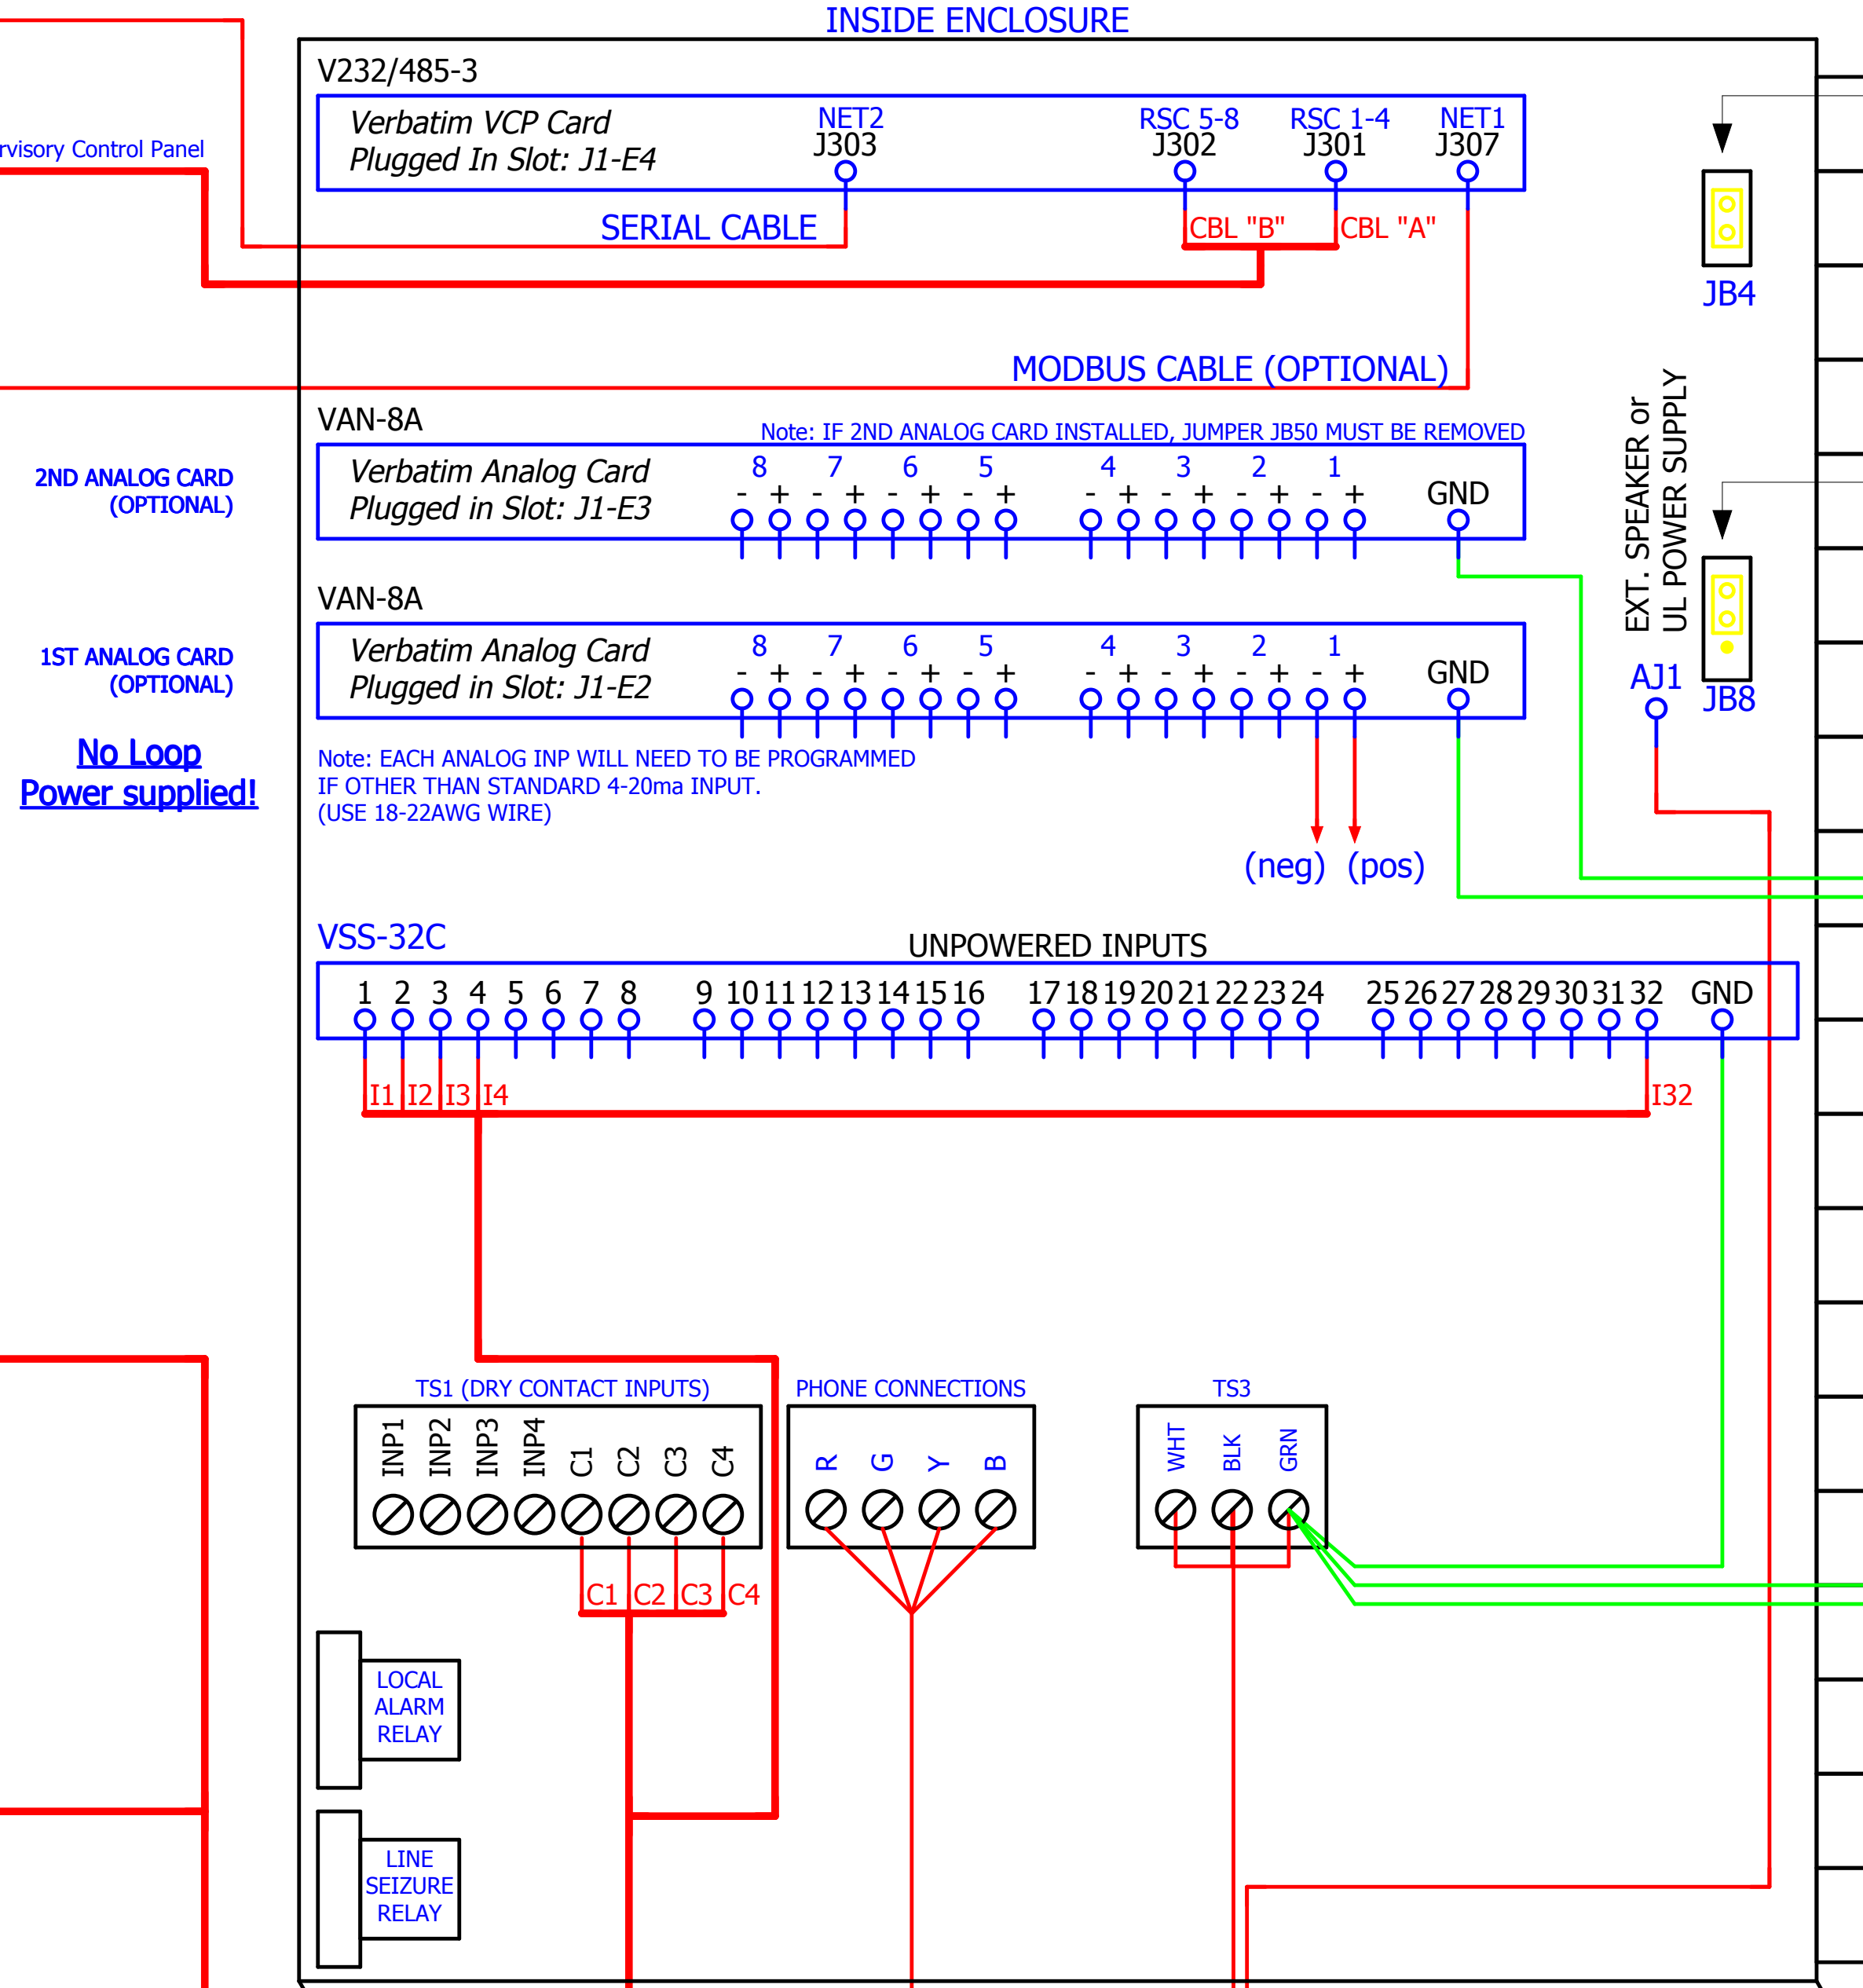 INSIDE ENCLOSURE
V232/485-3
Verbatim VCP Card
Plugged In Slot: J1-E4
NET2
J303
RSC 5-8
J302
RSC 1-4
J301
NET1
J307
rvisory Control Panel
SERIAL CABLE
CBL "B"
CBL "A"
JB4
MODBUS CABLE (OPTIONAL)
VAN-8A
Note: IF 2ND ANALOG CARD INSTALLED, JUMPER JB50 MUST BE REMOVED
2ND ANALOG CARD
(OPTIONAL)
Verbatim Analog Card
Plugged in Slot: J1-E3
8 7 6 5 4 3 2 1
- + - + - + - + - + - + - + - + GND
EXT. SPEAKER or
UL POWER SUPPLY
VAN-8A
1ST ANALOG CARD
(OPTIONAL)
Verbatim Analog Card
Plugged in Slot: J1-E2
8 7 6 5 4 3 2 1
- + - + - + - + - + - + - + - + GND
AJ1
JB8
No Loop
Power supplied!
Note: EACH ANALOG INP WILL NEED TO BE PROGRAMMED
IF OTHER THAN STANDARD 4-20ma INPUT.
(USE 18-22AWG WIRE)
(neg) (pos)
VSS-32C
UNPOWERED INPUTS
1 2 3 4 5 6 7 8 9 10 11 12 13 14 15 16 17 18 19 20 21 22 23 24 25 26 27 28 29 30 31 32 GND
I1 I2 I3 I4 I32
TS1 (DRY CONTACT INPUTS)
INP1 INP2 INP3 INP4 C1 C2 C3 C4
PHONE CONNECTIONS
R G Y B
TS3
WHT BLK GRN
C1 C2 C3 C4
LOCAL
ALARM
RELAY
LINE
SEIZURE
RELAY